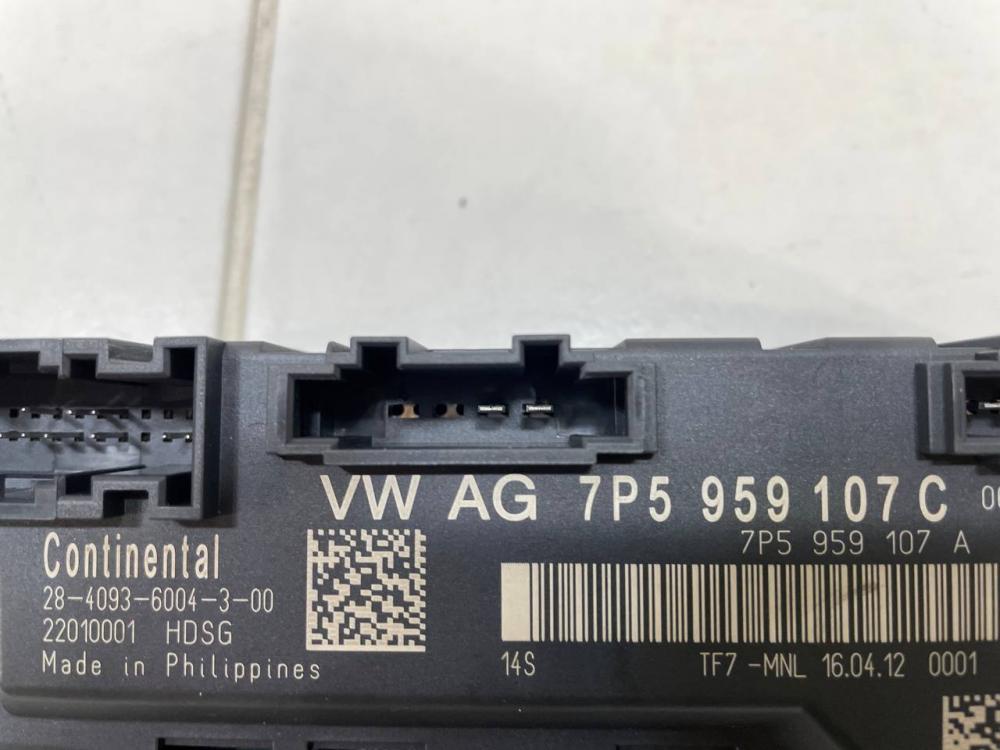 VW AG 7P5 959 107 C
7P5 959 107 A
Continental
28-4093-6004-3-00
22010001 HDSG
Made in Philippines
14S TF7-MNL 16.04.12 0001